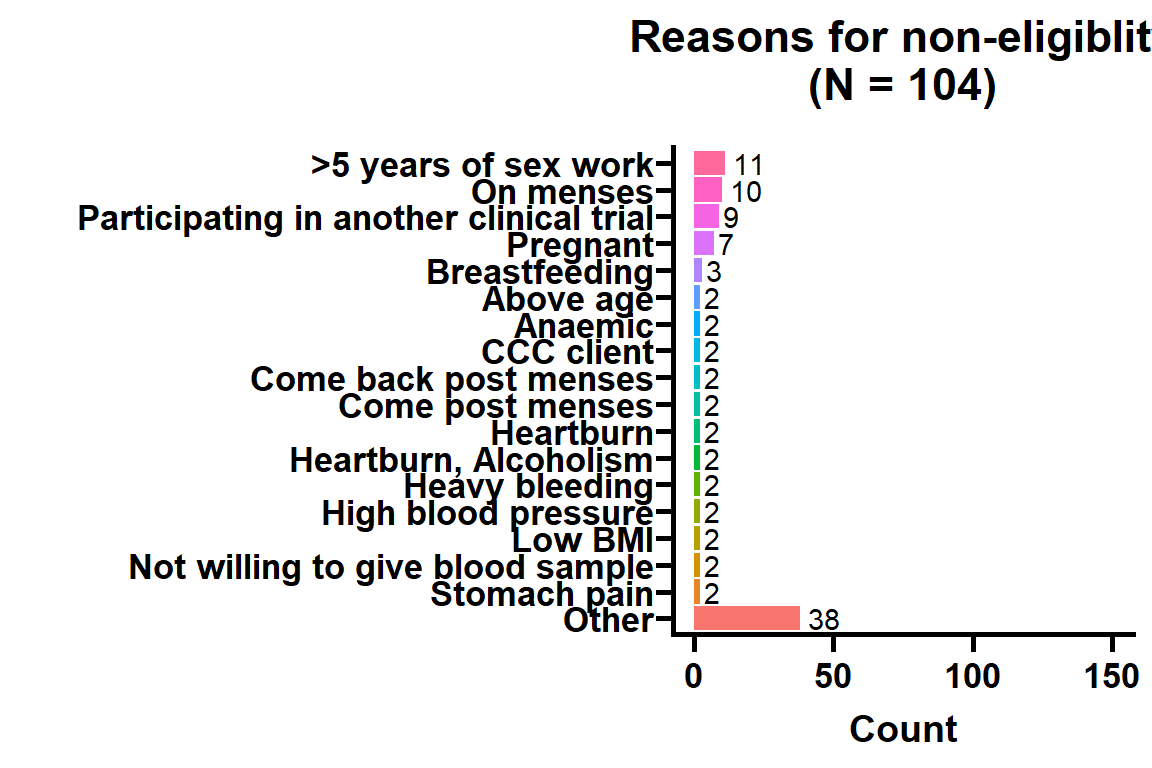 Reasons for non-eligiblit
(N = 104)
>5 years of sex work 11
On menses 10
Participating in another clinical trial 9
Pregnant 7
Breastfeeding 3
Above age 2
Anaemic 2
CCC client 2
Come back post menses 2
Come post menses 2
Heartburn 2
Heartburn, Alcoholism 2
Heavy bleeding 2
High blood pressure 2
Low BMI 2
Not willing to give blood sample 2
Stomach pain 2
Other 38
0 50 100 150
Count